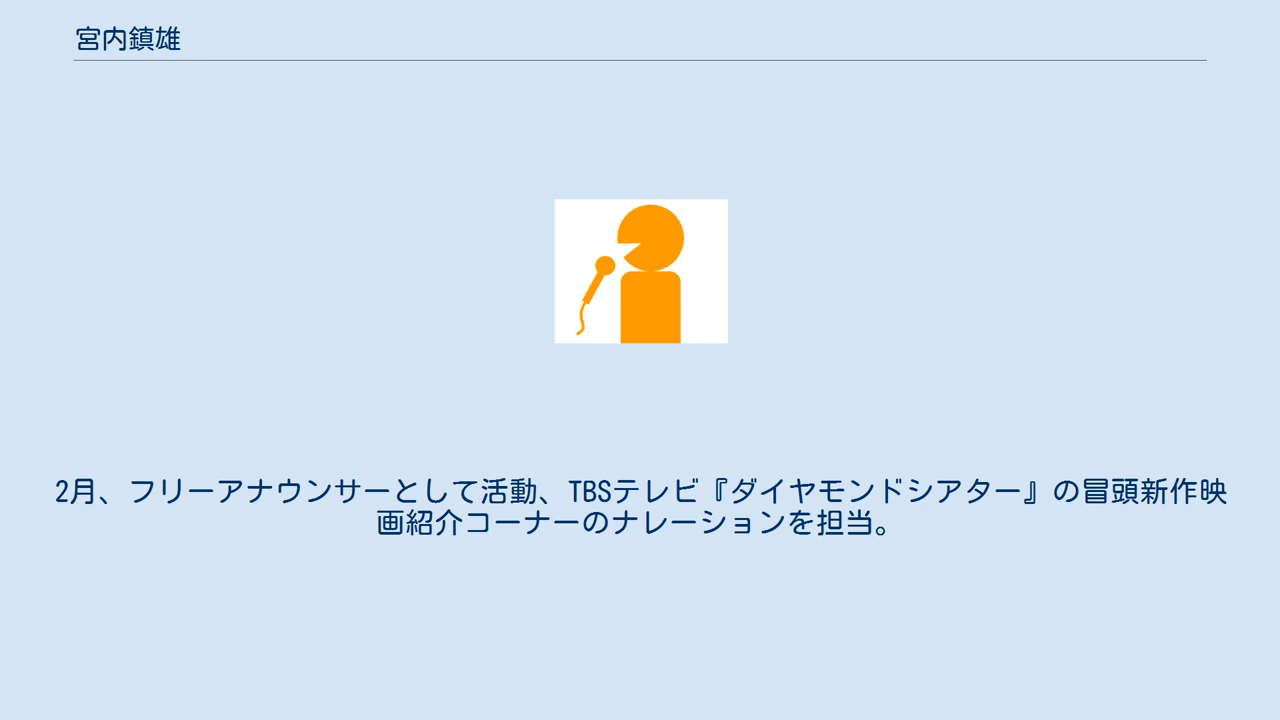 宮内鎮雄
2月、フリーアナウンサーとして活動、TBSテレビ『ダイヤモンドシアター』の冒頭新作映
画紹介コーナーのナレーションを担当。